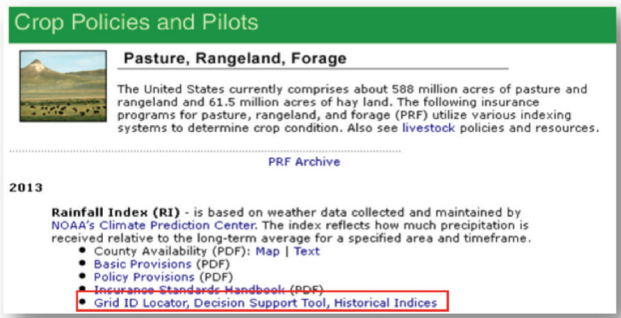 Crop Policies and Pilots
Pasture, Rangeland, Forage
The United States currently comprises about 588 million acres of pasture and
rangeland and 61.5 million acres of hay land. The following insurance
programs for pasture, rangeland, and forage (PRF) utilize various indexing
systems to determine crop condition. Also see livestock policies and resources.
PRF Archive
2013
Rainfall Index (RI) - is based on weather data collected and maintained by
NOAA's Climate Prediction Center. The index reflects how much precipitation is
received relative to the long-term average for a specified area and timeframe.
• County Availability (PDF): Map | Text
• Basic Provisions (PDF)
• Policy Provisions (PDF)
• Insurance Standards Handbook (PDF)
• Grid ID Locator, Decision Support Tool, Historical Indices